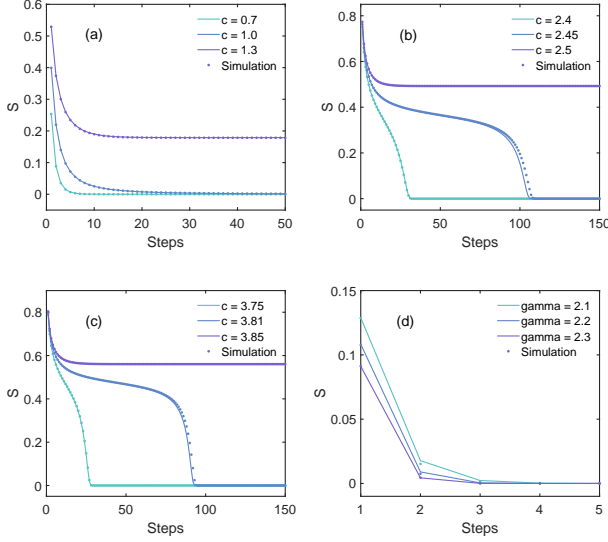 (a)
c = 0.7
c = 1.0
c = 1.3
Simulation
S
0.6
0.5
0.4
0.3
0.2
0.1
0
0 10 20 30 40 50
Steps
(b)
c = 2.4
c = 2.45
c = 2.5
Simulation
S
0.8
0.6
0.4
0.2
0
0 50 100 150
Steps
(c)
c = 3.75
c = 3.81
c = 3.85
Simulation
S
0.8
0.6
0.4
0.2
0
0 50 100 150
Steps
(d)
gamma = 2.1
gamma = 2.2
gamma = 2.3
Simulation
S
0.15
0.1
0.05
0
1 2 3 4 5
Steps